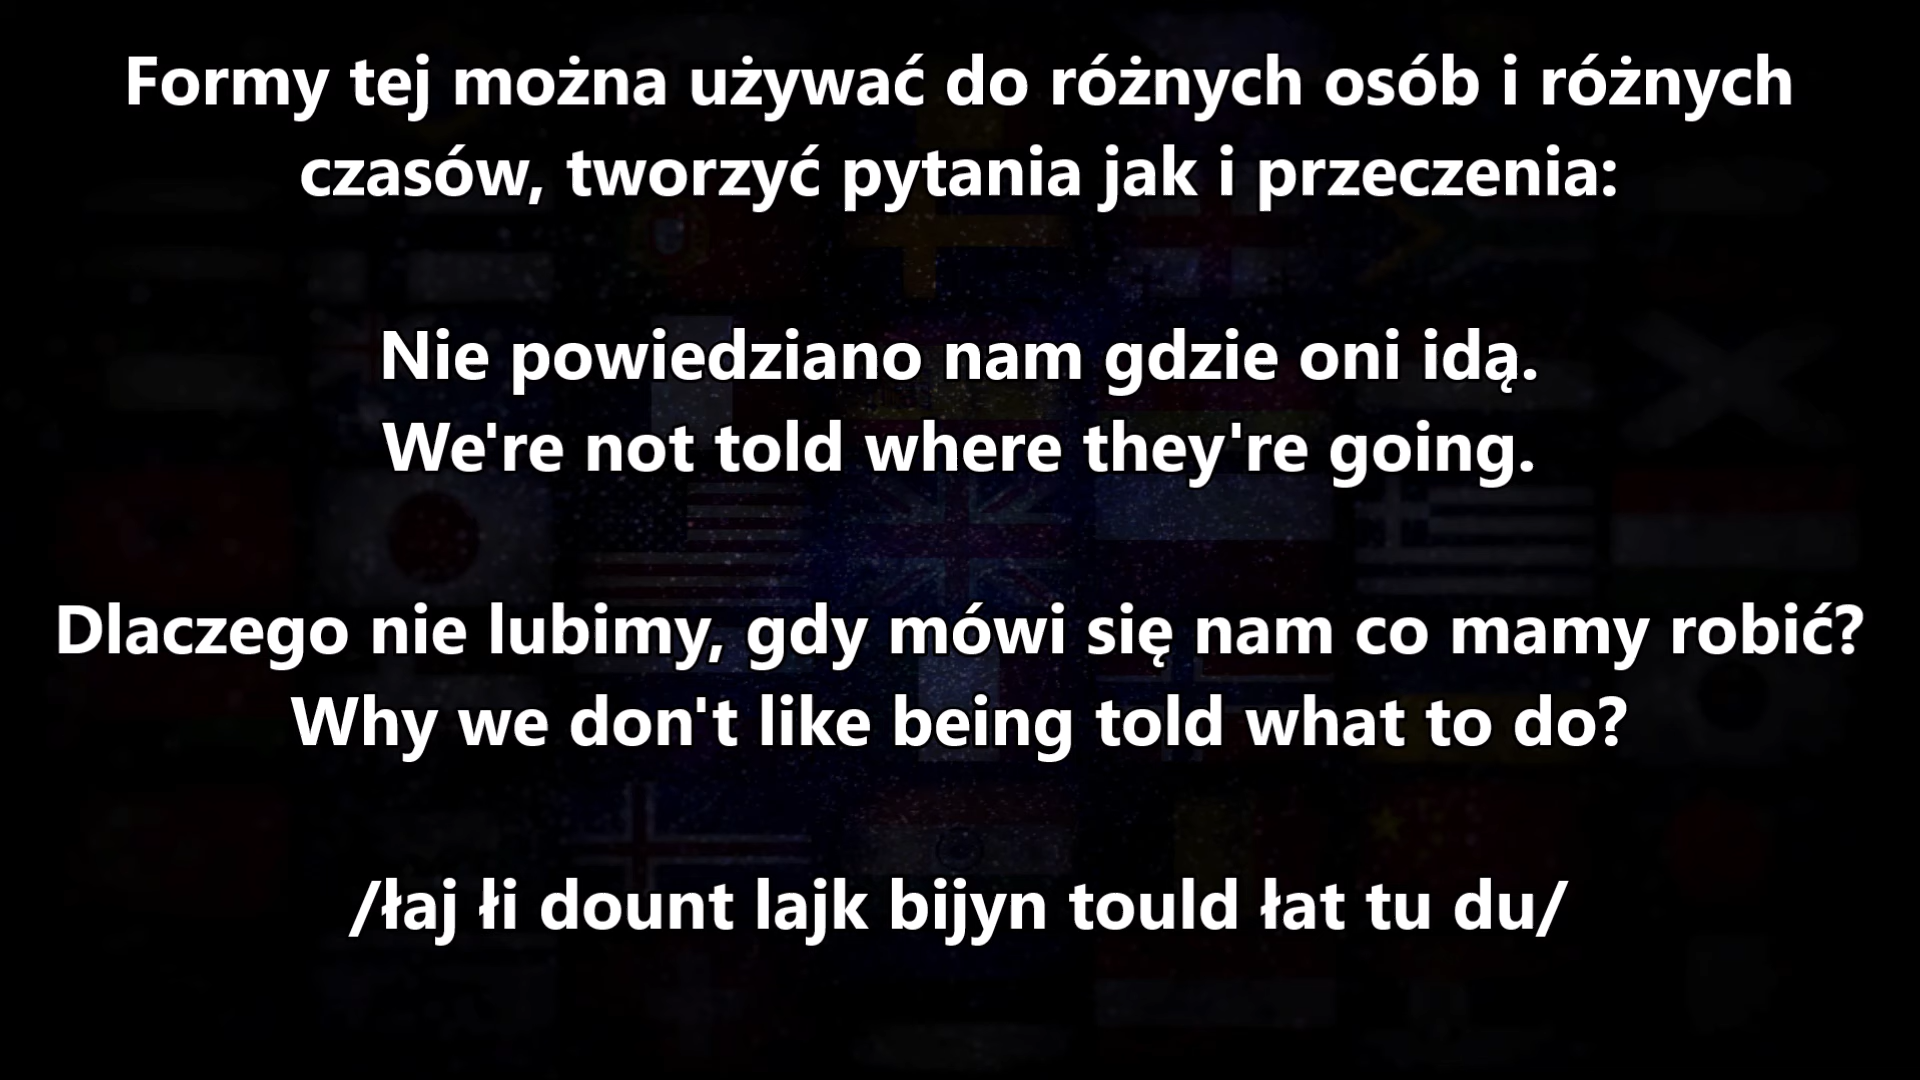 Formy tej można używać do różnych osób i różnych
czasów, tworzyć pytania jak i przeczenia:
Nie powiedziano nam gdzie oni idą.
We're not told where they're going.
Dlaczego nie lubimy, gdy mówi się nam co mamy robić?
Why we don't like being told what to do?
/łaj łi dount lajk bijyn tould łat tu du/